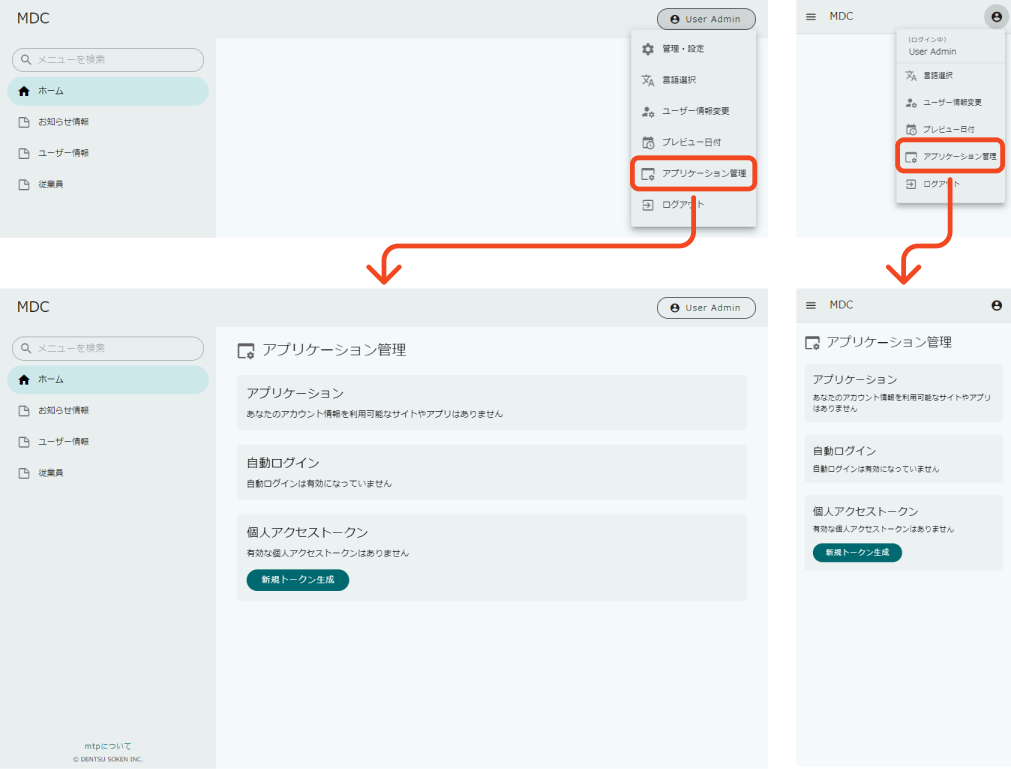 MDC
User Admin
メニューを検索
ホーム
お知らせ情報
ユーザー情報
従業員
管理・設定
言語選択
ユーザー情報変更
プレビュー日付
アプリケーション管理
ログアウト
MDC
(ログイン中)
User Admin
言語選択
ユーザー情報変更
プレビュー日付
アプリケーション管理
ログアウト
MDC
User Admin
メニューを検索
ホーム
お知らせ情報
ユーザー情報
従業員
アプリケーション管理
アプリケーション
あなたのアカウント情報を利用可能なサイトやアプリはありません
自動ログイン
自動ログインは有効になっていません
個人アクセストークン
有効な個人アクセストークンはありません
新規トークン生成
mtpについて
© DENTSU SOKEN INC.
MDC
アプリケーション管理
アプリケーション
あなたのアカウント情報を利用可能なサイトやアプリ
はありません
自動ログイン
自動ログインは有効になっていません
個人アクセストークン
有効な個人アクセストークンはありません
新規トークン生成